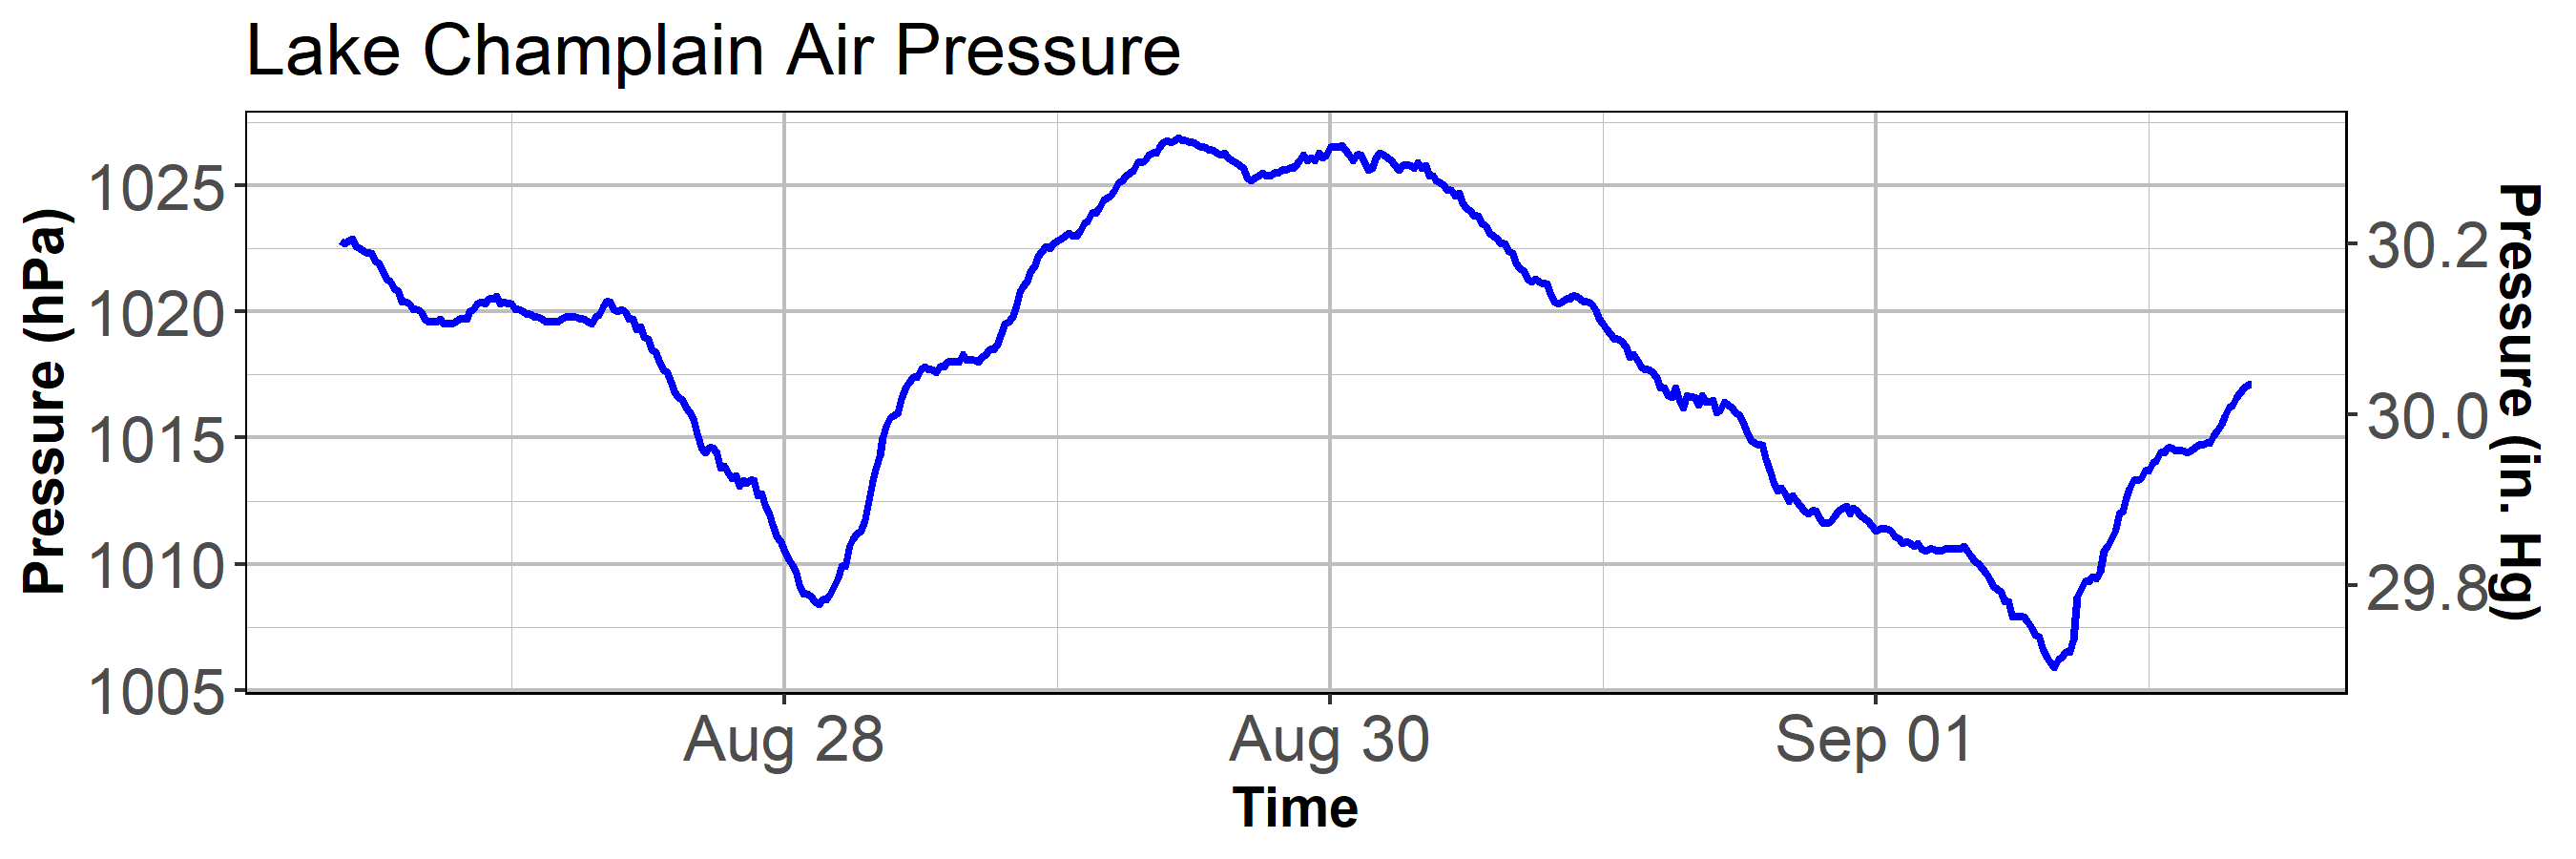 Lake Champlain Air Pressure
Pressure (hPa)
1025
1020
1015
1010
1005
30.2
30.0
29.8
Pressure (in. Hg)
Aug 28
Aug 30
Sep 01
Time